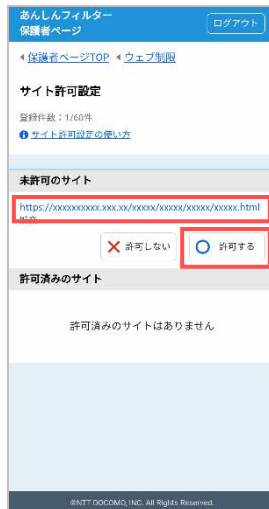 あんしんフィルター
保護者ページ
ログアウト
保護者ページTOP ウェブ制限
サイト許可設定
登録件数：1/60件
サイト許可設定の使い方
未許可のサイト
https://xxxxxxxxxx.xxx.xx/xxxxx/xxxxx/xxxxx/xxxxx.html
許可しない 許可する
許可済みのサイト
許可済みのサイトはありません
©NTT DOCOMO, INC. All Rights Reserved.